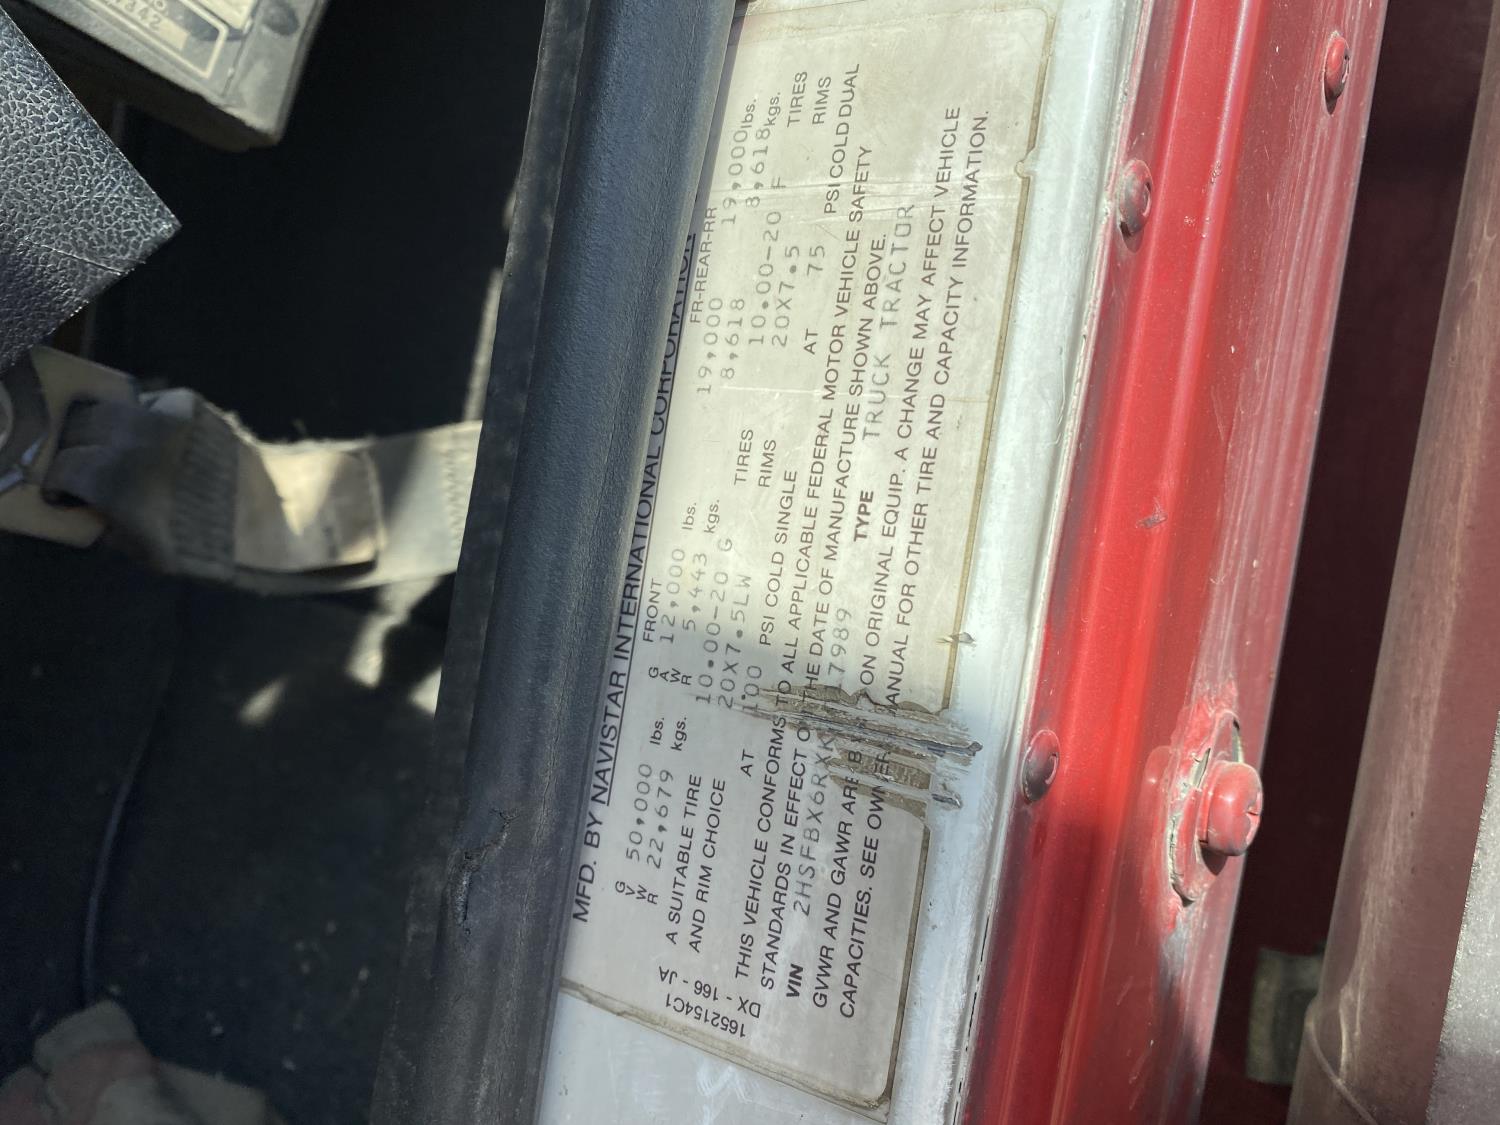 MFD. BY NAVISTAR INTERNATIONAL CORPORATION
GVWR 50,000 lbs. GAWR FRONT 12,000 lbs. FR-REAR-RR 19,000 19,000 lbs.
22,679 kgs. 5,443 kgs. 8,618 8,618 kgs.
A SUITABLE TIRE 10.00-20 G TIRES 10.00-20 F TIRES
AND RIM CHOICE 20X7.5LW RIMS 20X7.5 RIMS
AT 100 PSI COLD SINGLE AT 75 PSI COLD DUAL
THIS VEHICLE CONFORMS TO ALL APPLICABLE FEDERAL MOTOR VEHICLE SAFETY
STANDARDS IN EFFECT THE DATE OF MANUFACTURE SHOWN ABOVE.
VIN 2HSFBX6RXK 7989 TYPE TRUCK TRACTOR
GVWR AND GAWR ARE ON ORIGINAL EQUIP. A CHANGE MAY AFFECT VEHICLE
CAPACITIES. SEE OWNER MANUAL FOR OTHER TIRE AND CAPACITY INFORMATION.
1652154C1
DX - 166 - JA